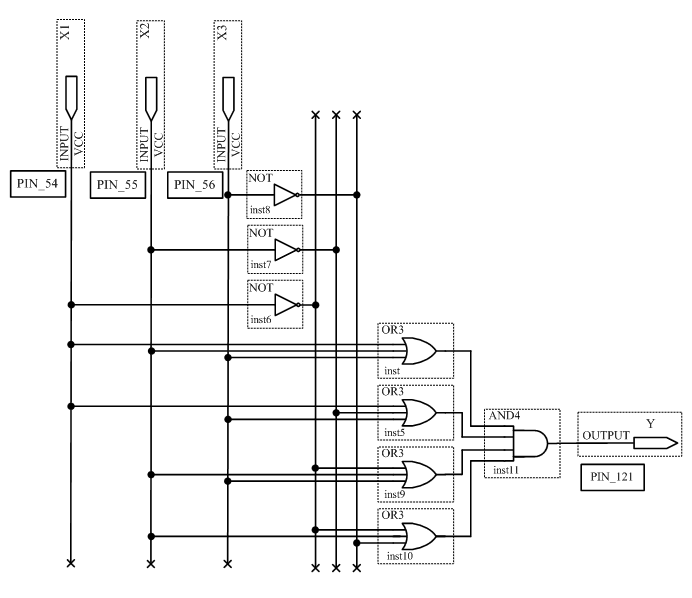 X1
X2
X3
INPUT
VCC
INPUT
VCC
INPUT
VCC
PIN_54
PIN_55
PIN_56
NOT
inst8
NOT
inst7
NOT
inst6
OR3
inst
OR3
inst5
OR3
inst9
OR3
inst10
AND4
inst11
OUTPUT
Y
PIN_121